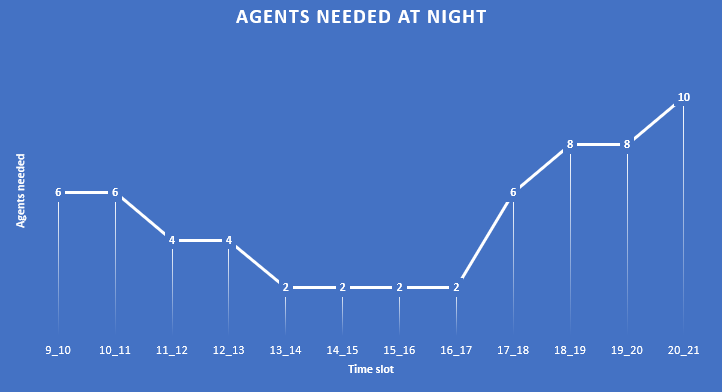 AGENTS NEEDED AT NIGHT
Agents needed
6 6 4 4 2 2 2 2 6 8 8 10
9_10 10_11 11_12 12_13 13_14 14_15 15_16 16_17 17_18 18_19 19_20 20_21
Time slot